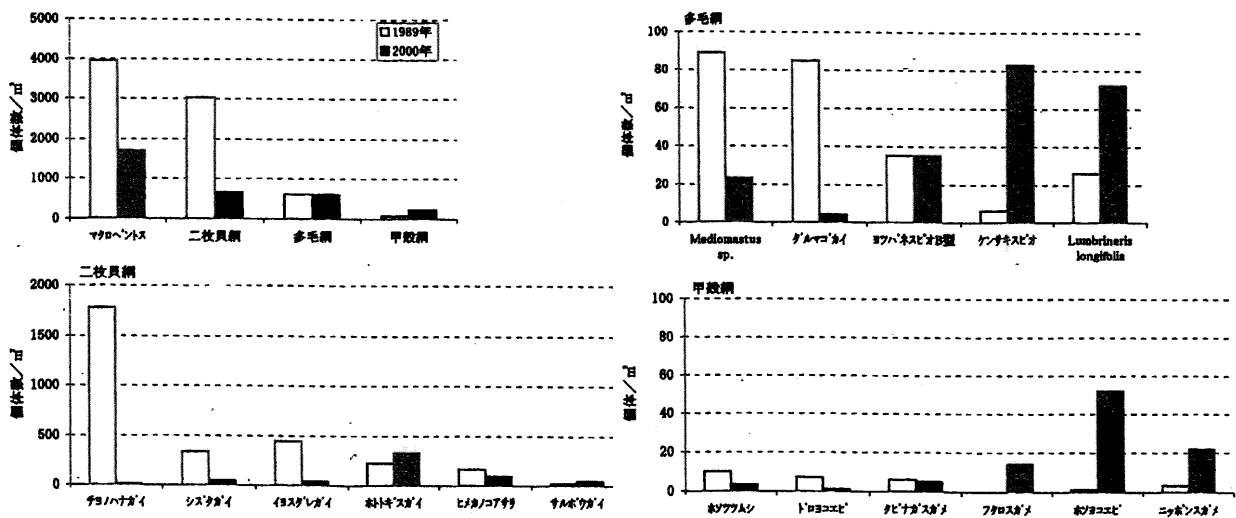 5000
4000
3000
2000
1000
0
個体数/㎡
□1989年
■2000年
マクロベントス
二枚貝綱
多毛綱
甲殻綱
多毛綱
100
80
60
40
20
0
個体数/㎡
Mediomastus sp.
ダルマゴカイ
ヨツバネスピオB型
ケンサキスピオ
Lumbrineris longifolia
二枚貝綱
2000
1500
1000
500
0
個体数/㎡
チヨノハナガイ
シズクガイ
イヨスダレガイ
ホトトギスガイ
ヒメカノコアサリ
サルボウガイ
甲殻綱
100
80
60
40
20
0
個体/㎡
ホソツツムシ
ドロヨコエビ
クビナガスガメ
フクロスガメ
ホソヨコエビ
ニッポンスガメ